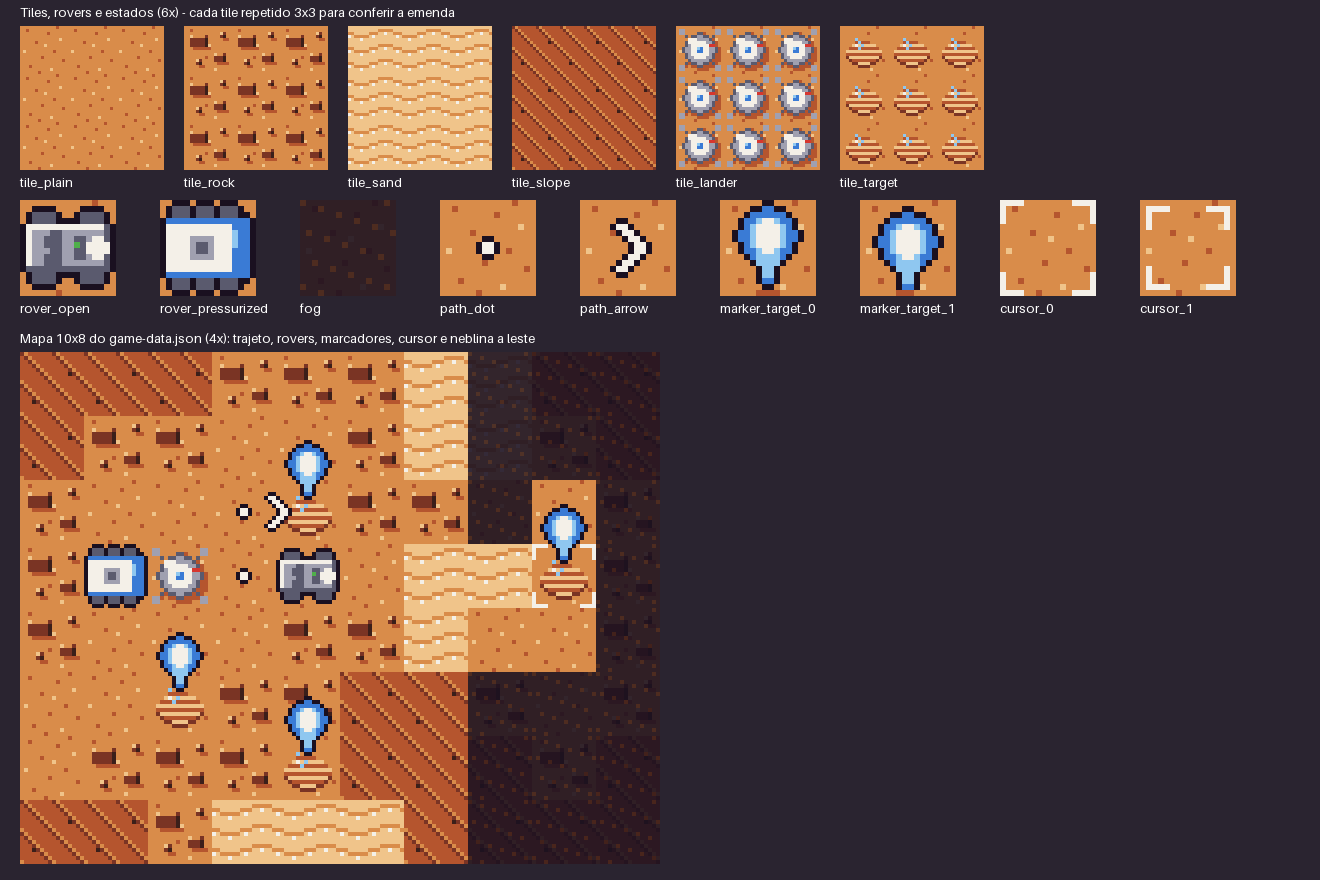 Tiles, rovers e estados (6x) - cada tile repetido 3x3 para conferir a emenda
tile_plain
tile_rock
tile_sand
tile_slope
tile_lander
tile_target
rover_open
rover_pressurized
fog
path_dot
path_arrow
marker_target_0
marker_target_1
cursor_0
cursor_1
Mapa 10x8 do game-data.json (4x): trajeto, rovers, marcadores, cursor e neblina a leste